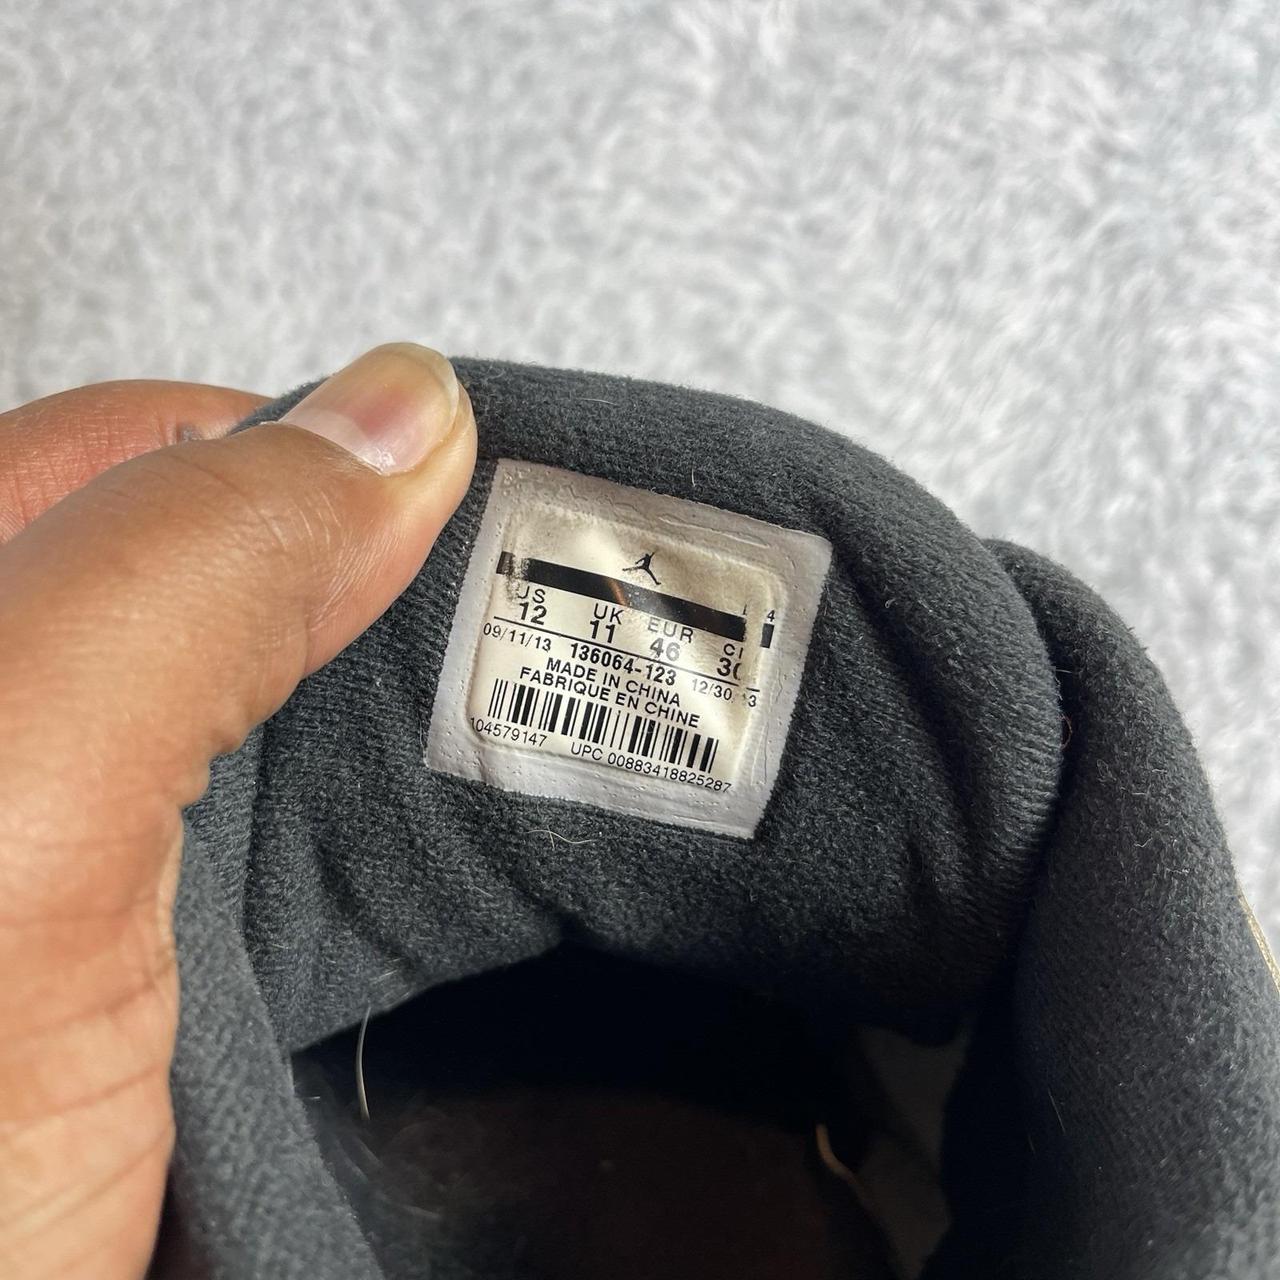 US UK EUR
12 11 46
09/11/13 136064-123
MADE IN CHINA
FABRIQUE EN CHINE
104579147 UPC 00883418825287